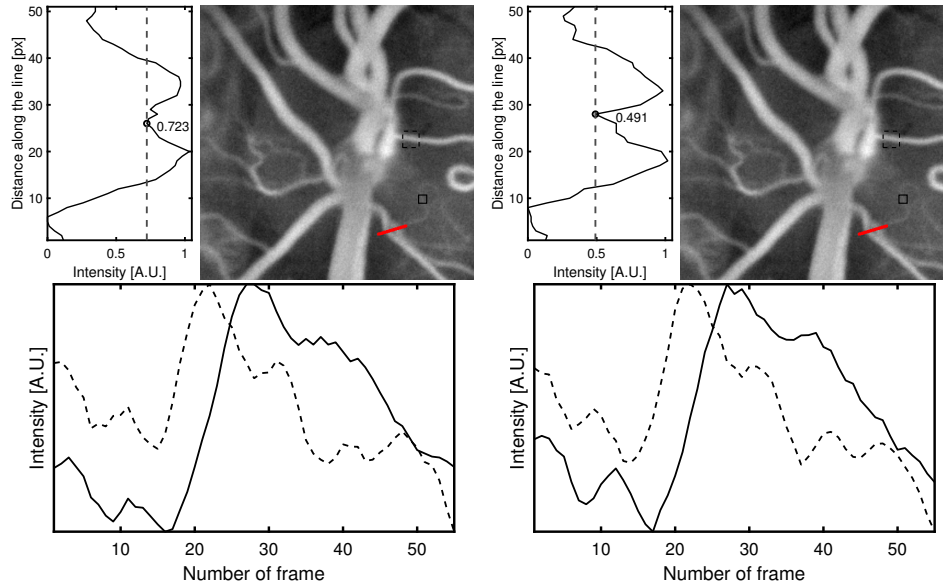 50
40
30
20
10
0.723
0 0.5 1
Intensity [A.U.]
Distance along the line [px]
50
40
30
20
10
0.491
0 0.5 1
Intensity [A.U.]
Distance along the line [px]
Intensity [A.U.]
10 20 30 40 50
Number of frame
Intensity [A.U.]
10 20 30 40 50
Number of frame